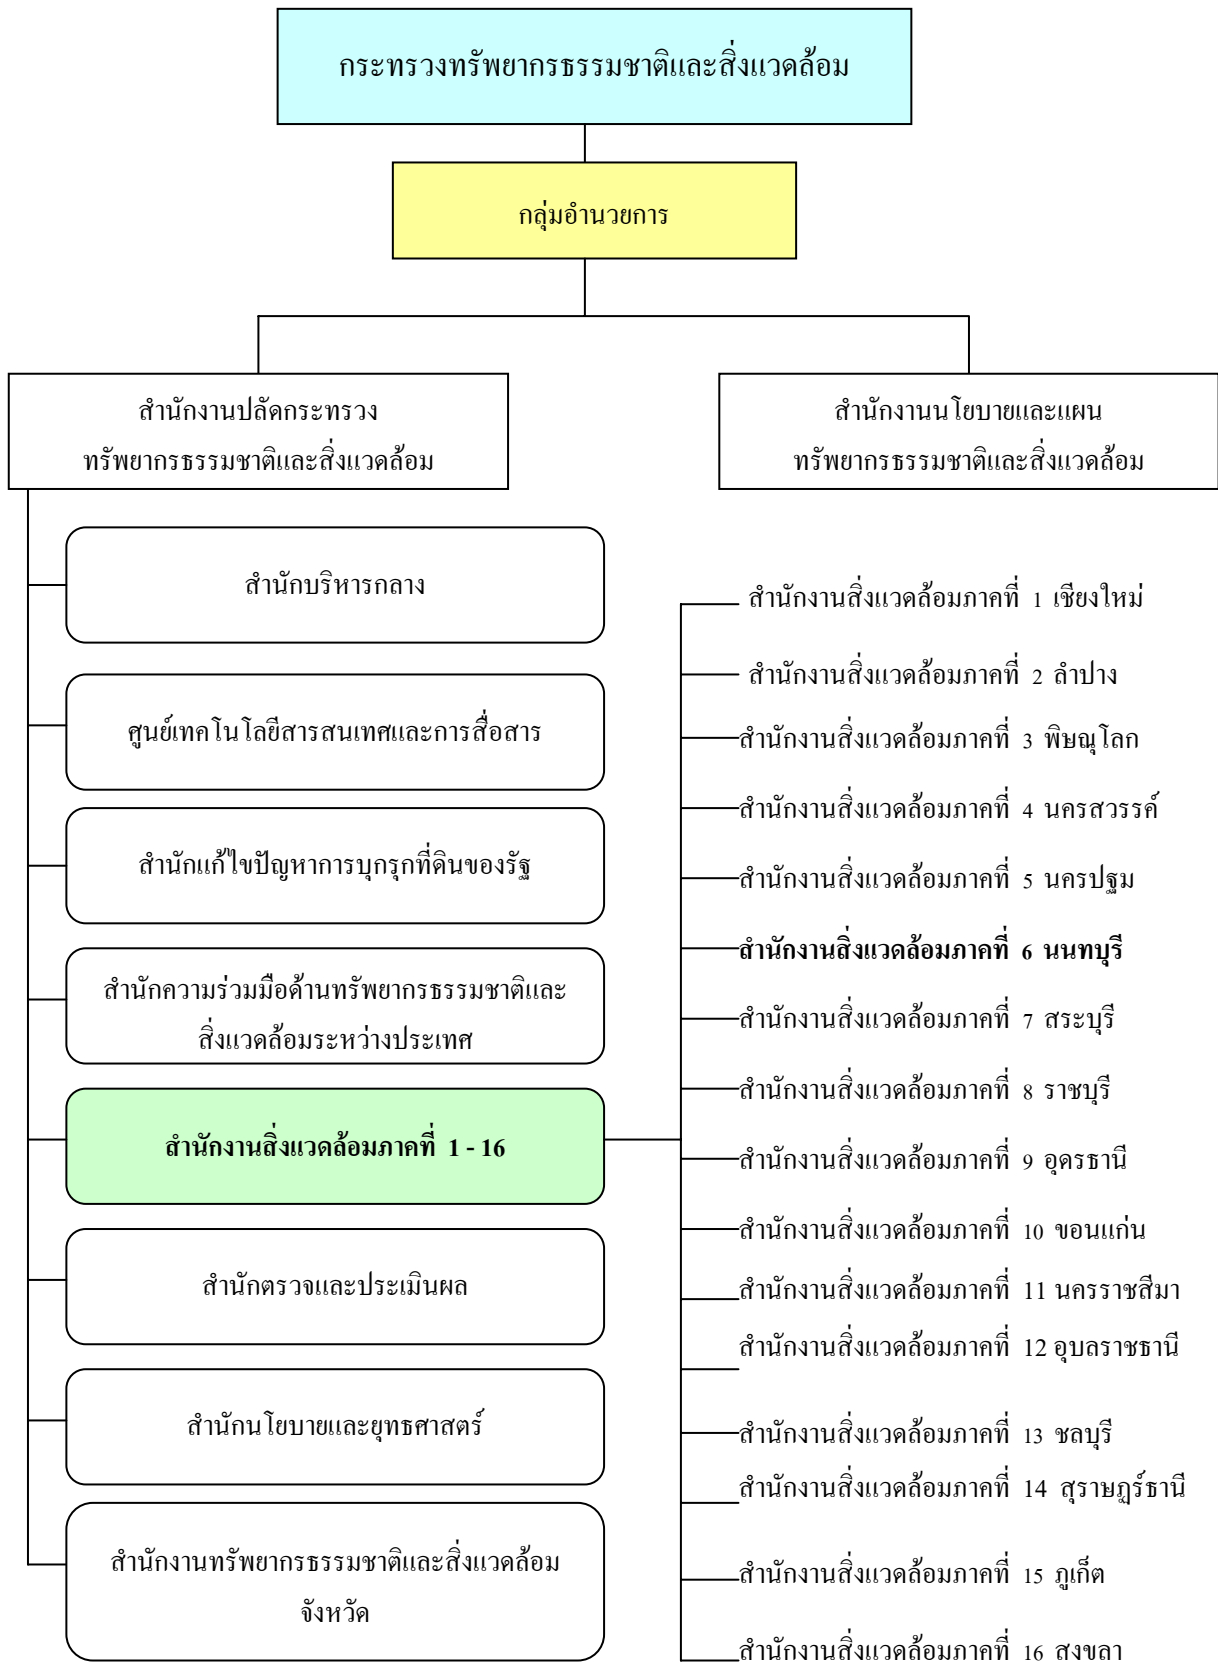 กระทรวงทรัพยากรธรรมชาติและสิ่งแวดล้อม
กลุ่มอำนวยการ
สำนักงานปลัดกระทรวง
ทรัพยากรธรรมชาติและสิ่งแวดล้อม
สำนักงานนโยบายและแผน
ทรัพยากรธรรมชาติและสิ่งแวดล้อม
สำนักบริหารกลาง
ศูนย์เทคโนโลยีสารสนเทศและการสื่อสาร
สำนักแก้ไขปัญหาการบุกรุกที่ดินของรัฐ
สำนักความร่วมมือด้านทรัพยากรธรรมชาติและ
สิ่งแวดล้อมระหว่างประเทศ
สำนักงานสิ่งแวดล้อมภาคที่ 1 - 16
สำนักตรวจและประเมินผล
สำนักนโยบายและยุทธศาสตร์
สำนักงานทรัพยากรธรรมชาติและสิ่งแวดล้อม
จังหวัด
สำนักงานสิ่งแวดล้อมภาคที่ 1 เชียงใหม่
สำนักงานสิ่งแวดล้อมภาคที่ 2 ลำปาง
สำนักงานสิ่งแวดล้อมภาคที่ 3 พิษณุโลก
สำนักงานสิ่งแวดล้อมภาคที่ 4 นครสวรรค์
สำนักงานสิ่งแวดล้อมภาคที่ 5 นครปฐม
สำนักงานสิ่งแวดล้อมภาคที่ 6 นนทบุรี
สำนักงานสิ่งแวดล้อมภาคที่ 7 สระบุรี
สำนักงานสิ่งแวดล้อมภาคที่ 8 ราชบุรี
สำนักงานสิ่งแวดล้อมภาคที่ 9 อุดรธานี
สำนักงานสิ่งแวดล้อมภาคที่ 10 ขอนแก่น
สำนักงานสิ่งแวดล้อมภาคที่ 11 นครราชสีมา
สำนักงานสิ่งแวดล้อมภาคที่ 12 อุบลราชธานี
สำนักงานสิ่งแวดล้อมภาคที่ 13 ชลบุรี
สำนักงานสิ่งแวดล้อมภาคที่ 14 สุราษฏร์ธานี
สำนักงานสิ่งแวดล้อมภาคที่ 15 ภูเก็ต
สำนักงานสิ่งแวดล้อมภาคที่ 16 สงขลา